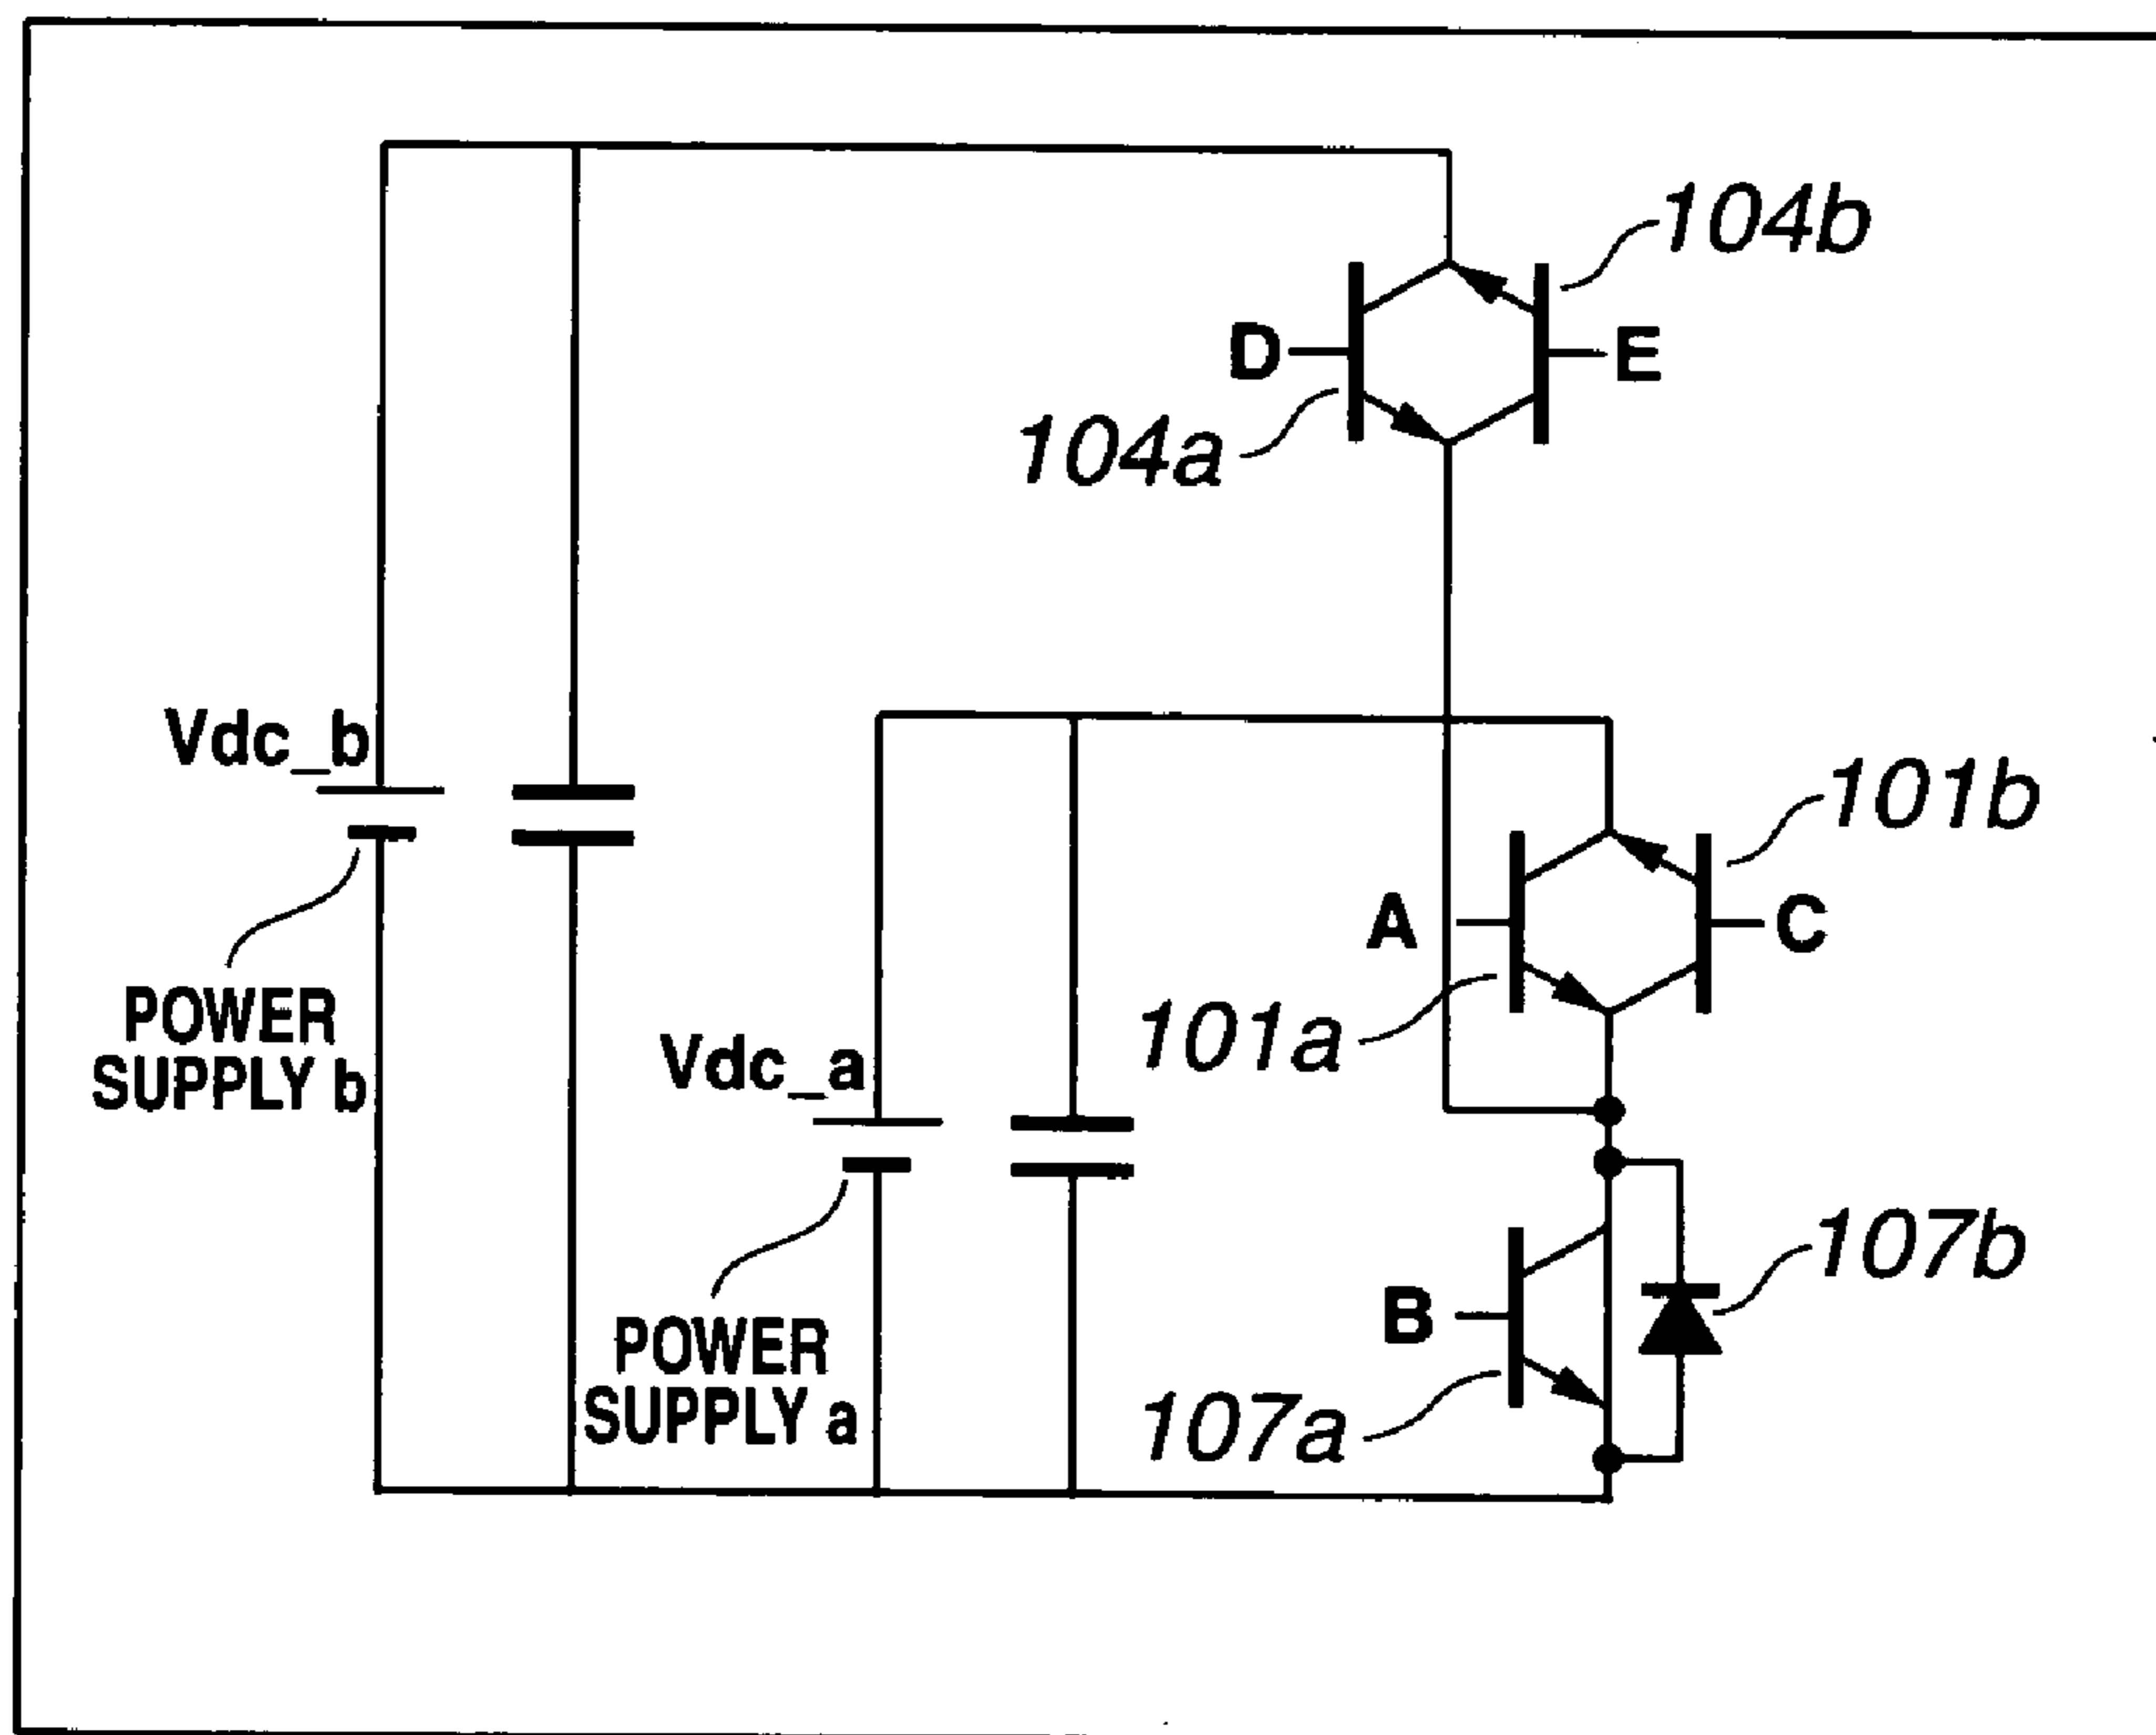 104b
D
E
104a
Vdc_b
101b
A
C
POWER
SUPPLY b
101a
Vdc_a
107b
B
POWER
SUPPLY a
107a